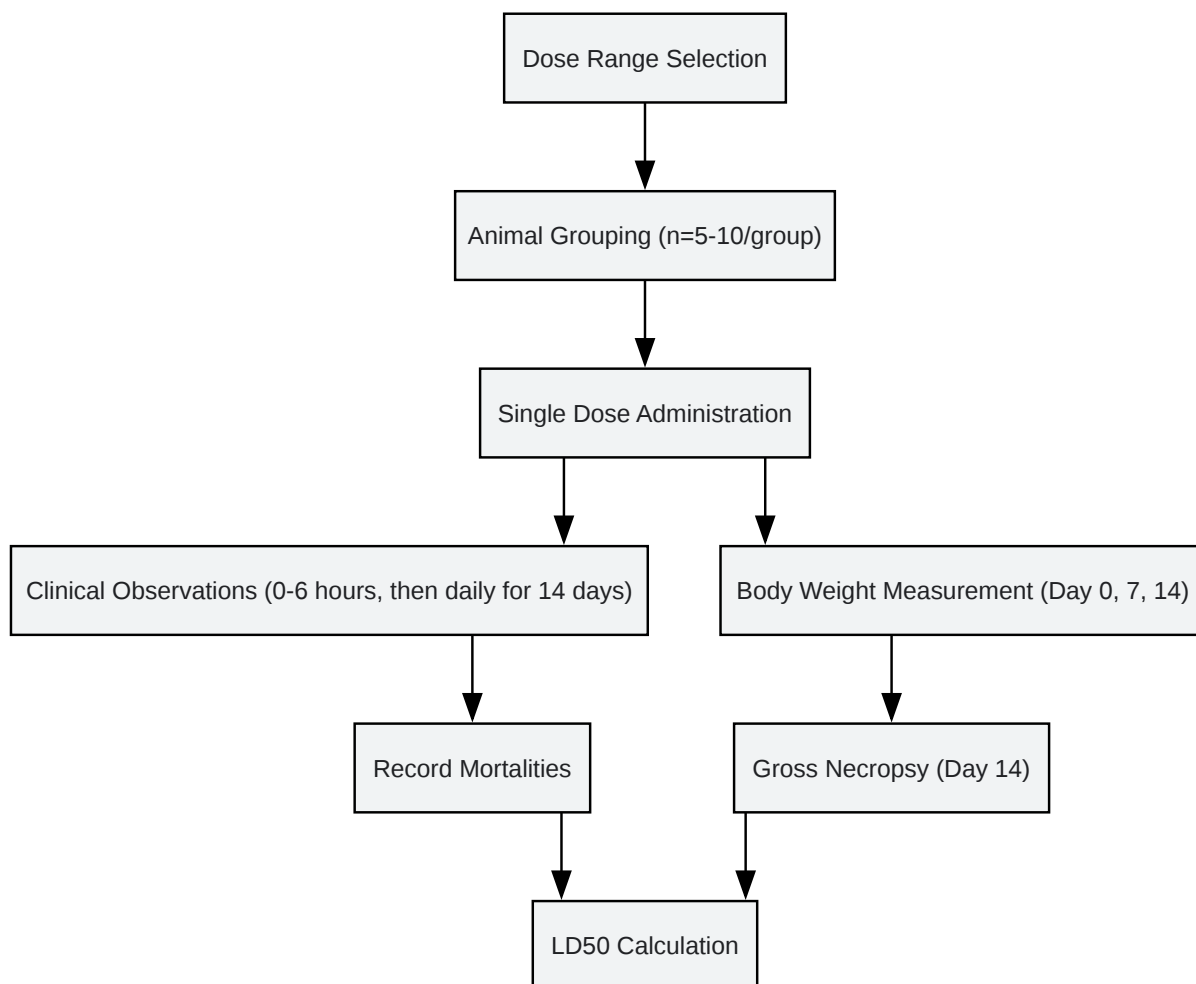 Dose Range Selection
Animal Grouping (n=5-10/group)
Single Dose Administration
Clinical Observations (0-6 hours, then daily for 14 days)
Body Weight Measurement (Day 0, 7, 14)
Record Mortalities
Gross Necropsy (Day 14)
LD50 Calculation